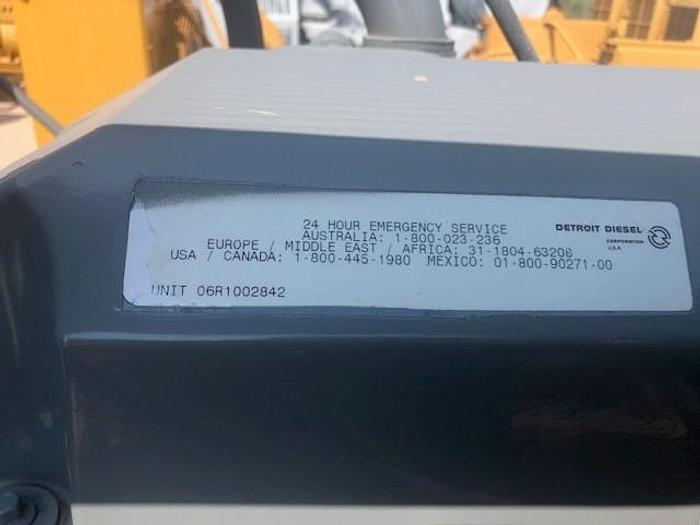 24 HOUR EMERGENCY SERVICE
AUSTRALIA: 1-800-023-236
EUROPE / MIDDLE EAST / AFRICA: 31-1804-63208
USA / CANADA: 1-800-445-1980 MEXICO: 01-800-90271-00
UNIT 06R1002842
DETROIT DIESEL
CORPORATION
U.S.A.